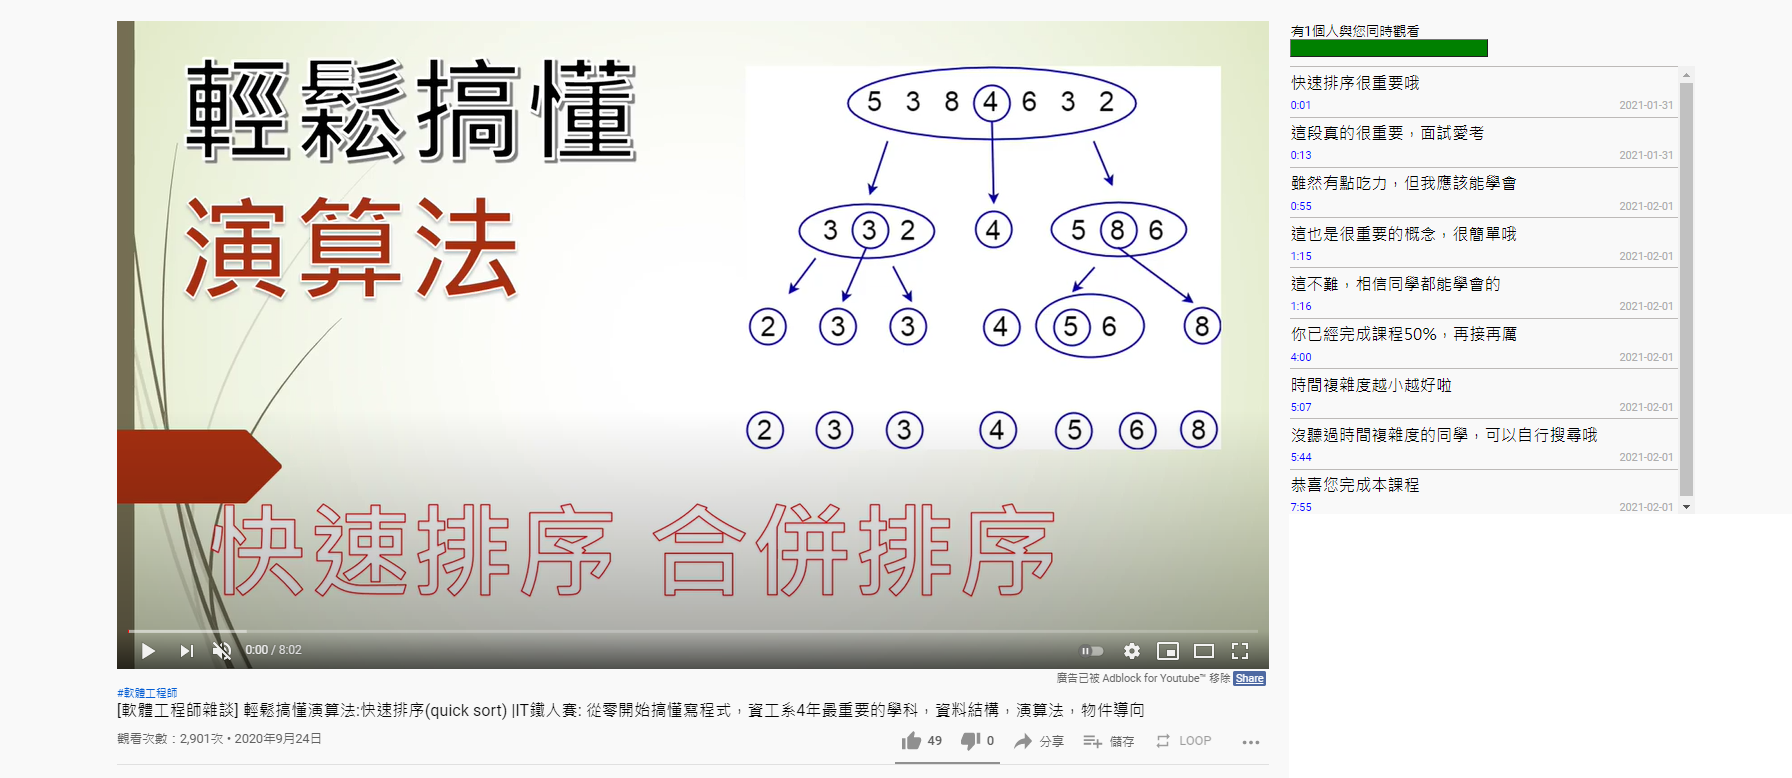 輕鬆搞懂
演算法
5 3 8 4 6 3 2
3 3 2 4 5 8 6
2 3 3 4 5 6 8
2 3 3 4 5 6 8
快速排序 合併排序
0:00 / 8:02
廣告已被 Adblock for Youtube™ 移除 Share
#軟體工程師
[軟體工程師雜談] 輕鬆搞懂演算法:快速排序(quick sort) |IT鐵人賽: 從零開始搞懂寫程式，資工系4年最重要的學科，資料結構，演算法，物件導向
觀看次數：2,901次 • 2020年9月24日
49 0 分享 儲存 LOOP
有1個人與您同時觀看
快速排序很重要哦
0:01 2021-01-31
這段真的很重要，面試愛考
0:13 2021-01-31
雖然有點吃力，但我應該能學會
0:55 2021-02-01
這也是很重要的概念，很簡單哦
1:15 2021-02-01
這不難，相信同學都能學會的
1:16 2021-02-01
你已經完成課程50%，再接再厲
4:00 2021-02-01
時間複雜度越小越好啦
5:07 2021-02-01
沒聽過時間複雜度的同學，可以自行搜尋哦
5:44 2021-02-01
恭喜您完成本課程
7:55 2021-02-01